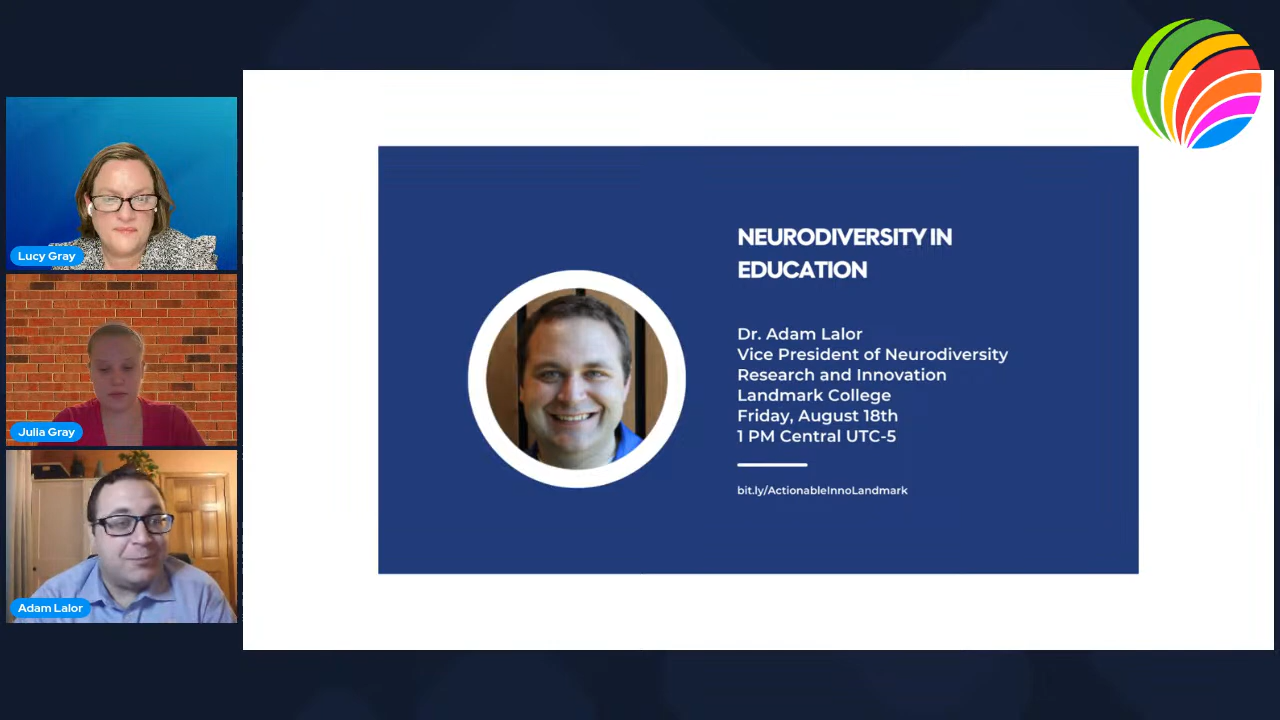 Lucy Gray
Julia Gray
Adam Lalor
NEURODIVERSITY IN
EDUCATION
Dr. Adam Lalor
Vice President of Neurodiversity
Research and Innovation
Landmark College
Friday, August 18th
1 PM Central UTC-5
bit.ly/ActionableInnoLandmark